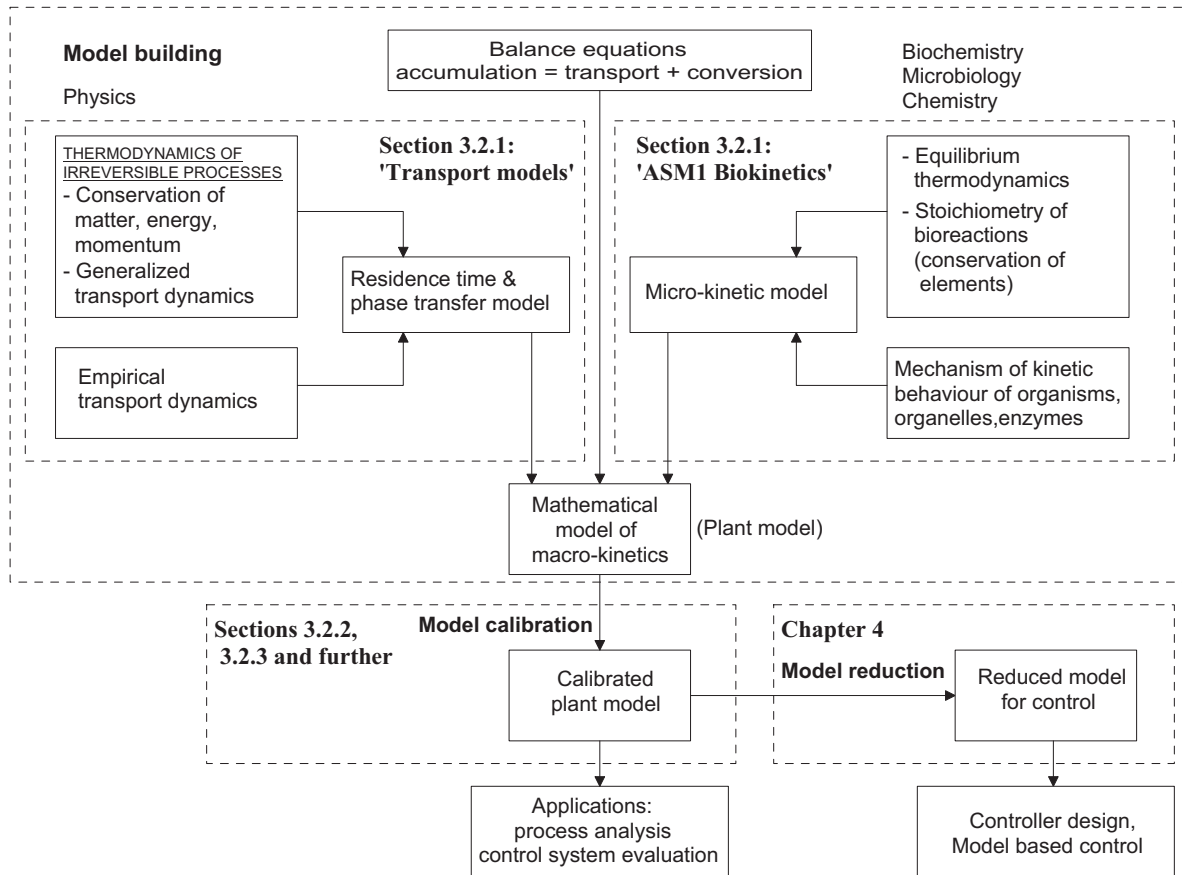 Model building
Physics
Balance equations
accumulation = transport + conversion
Biochemistry
Microbiology
Chemistry
Section 3.2.1:
'Transport models'
THERMODYNAMICS OF
IRREVERSIBLE PROCESSES
- Conservation of
matter, energy,
momentum
- Generalized
transport dynamics
Residence time &
phase transfer model
Empirical
transport dynamics
Section 3.2.1:
'ASM1 Biokinetics'
- Equilibrium
thermodynamics
- Stoichiometry of
bioreactions
(conservation of
elements)
Micro-kinetic model
Mechanism of kinetic
behaviour of organisms,
organelles,enzymes
Mathematical
model of
macro-kinetics
(Plant model)
Sections 3.2.2,
3.2.3 and further
Model calibration
Calibrated
plant model
Chapter 4
Model reduction
Reduced model
for control
Applications:
process analysis
control system evaluation
Controller design,
Model based control